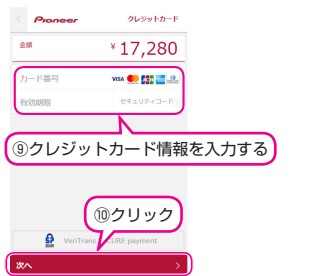 Pioneer クレジットカード
金額 ¥ 17,280
カード番号 VISA
有効期限 セキュリティコード
⑨クレジットカード情報を入力する
⑩クリック
VeriTrans SECURE payment
次へ >